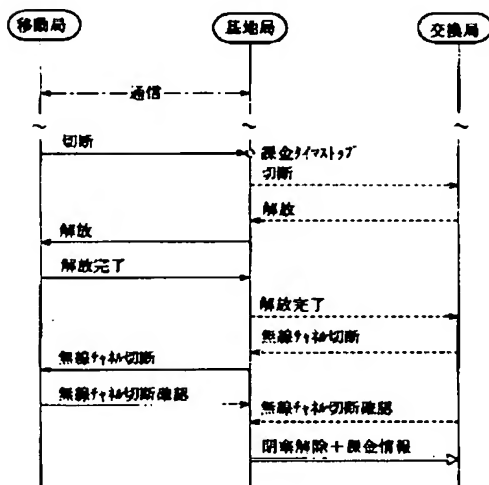 移動局
基地局
交換局
通信
切断
課金タイマストップ
切断
解放
解放
解放完了
解放完了
無線チャネル切断
無線チャネル切断
無線チャネル切断確認
無線チャネル切断確認
閉塞解除+課金情報